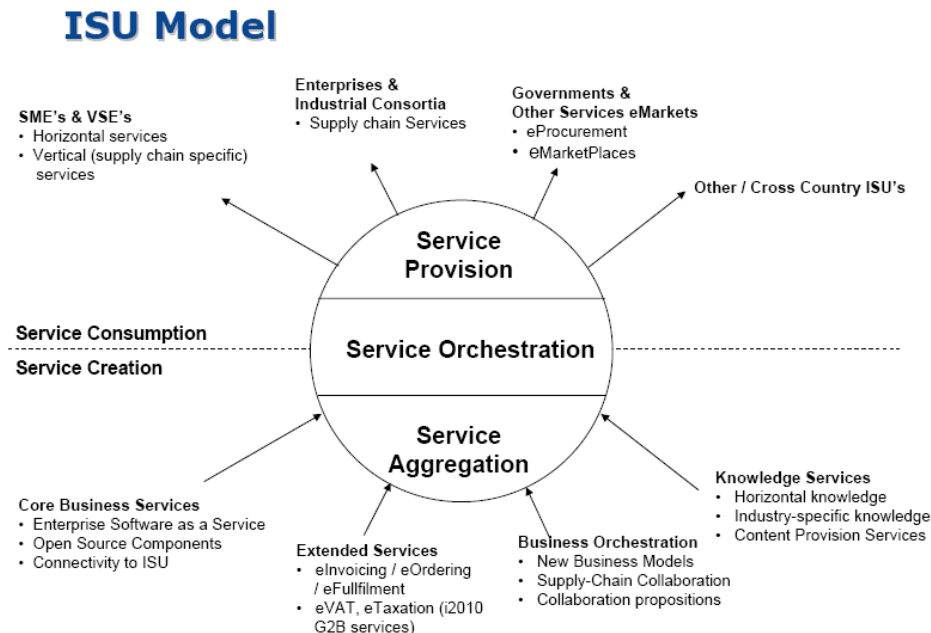 ISU Model
SME's & VSE's
• Horizontal services
• Vertical (supply chain specific)
services
Enterprises &
Industrial Consortia
• Supply chain Services
Governments &
Other Services eMarkets
• eProcurement
• eMarketPlaces
Other / Cross Country ISU's
Service
Provision
Service Consumption
Service Orchestration
Service Creation
Service
Aggregation
Core Business Services
• Enterprise Software as a Service
• Open Source Components
• Connectivity to ISU
Extended Services
• eInvoicing / eOrdering
/ eFullfilment
• eVAT, eTaxation (i2010
G2B services)
Business Orchestration
• New Business Models
• Supply-Chain Collaboration
• Collaboration propositions
Knowledge Services
• Horizontal knowledge
• Industry-specific knowledge
• Content Provision Services